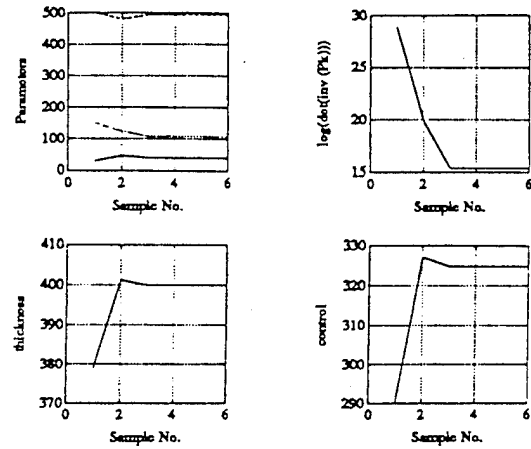 500
400
300
200
100
0
Parameters
0 2 4 6
Sample No.
30
25
20
15
log(det(inv (Pk)))
0 2 4 6
Sample No.
410
400
390
380
370
thickness
0 2 4 6
Sample No.
330
320
310
300
290
control
0 2 4 6
Sample No.